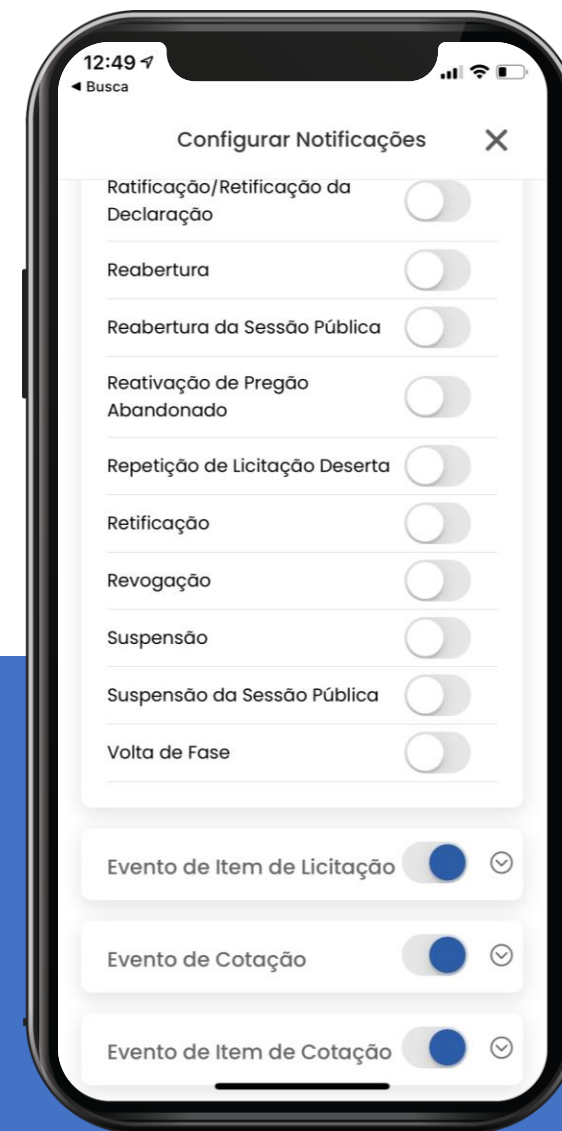 12:49
Busca
Configurar Notificações
Ratificação/Retificação da
Declaração
Reabertura
Reabertura da Sessão Pública
Reativação de Pregão
Abandonado
Repetição de Licitação Deserta
Retificação
Revogação
Suspensão
Suspensão da Sessão Pública
Volta de Fase
Evento de Item de Licitação
Evento de Cotação
Evento de Item de Cotação